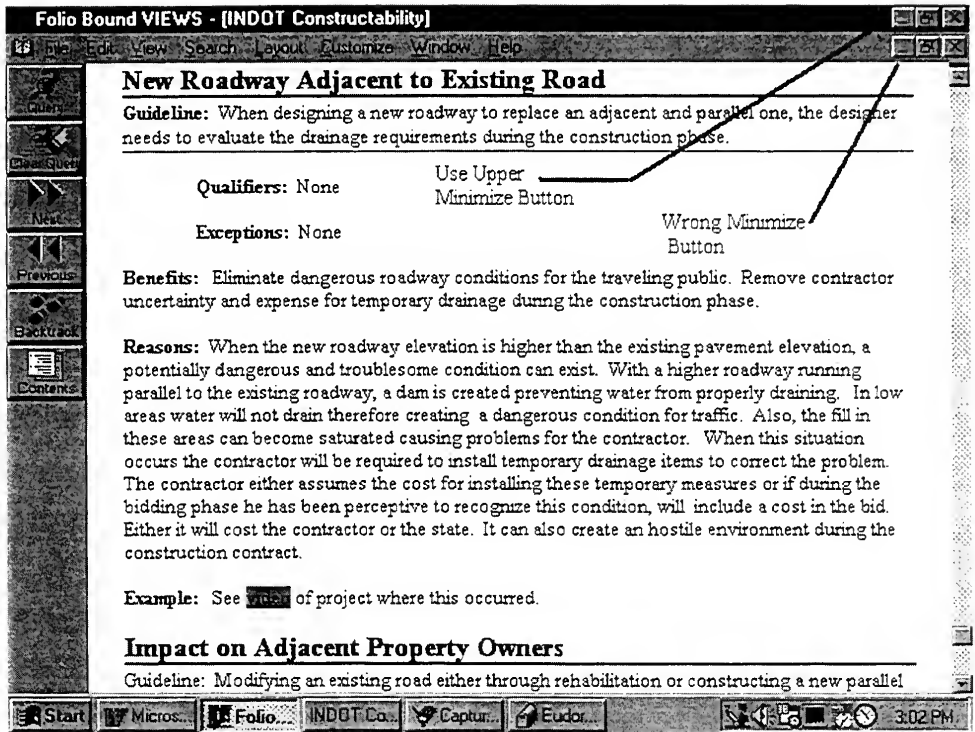 Folio Bound VIEWS - [INDOT Constructability]
File Edit View Search Layout Customize Window Help
Query
Clear Query
Next
Previous
Backtrack
Contents
New Roadway Adjacent to Existing Road
Guideline: When designing a new roadway to replace an adjacent and parallel one, the designer
needs to evaluate the drainage requirements during the construction phase.
Qualifiers: None
Use Upper
Minimize Button
Exceptions: None
Wrong Minimize
Button
Benefits: Eliminate dangerous roadway conditions for the traveling public. Remove contractor
uncertainty and expense for temporary drainage during the construction phase.
Reasons: When the new roadway elevation is higher than the existing pavement elevation, a
potentially dangerous and troublesome condition can exist. With a higher roadway running
parallel to the existing roadway, a dam is created preventing water from properly draining. In low
areas water will not drain therefore creating a dangerous condition for traffic. Also, the fill in
these areas can become saturated causing problems for the contractor. When this situation
occurs the contractor will be required to install temporary drainage items to correct the problem.
The contractor either assumes the cost for installing these temporary measures or if during the
bidding phase he has been perceptive to recognize this condition, will include a cost in the bid.
Either it will cost the contractor or the state. It can also create an hostile environment during the
construction contract.
Example: See video of project where this occurred.
Impact on Adjacent Property Owners
Guideline: Modifying an existing road either through rehabilitation or constructing a new parallel
Start Micros... Folio.... INDOT Co... Captur... Eudor... 3:02 PM